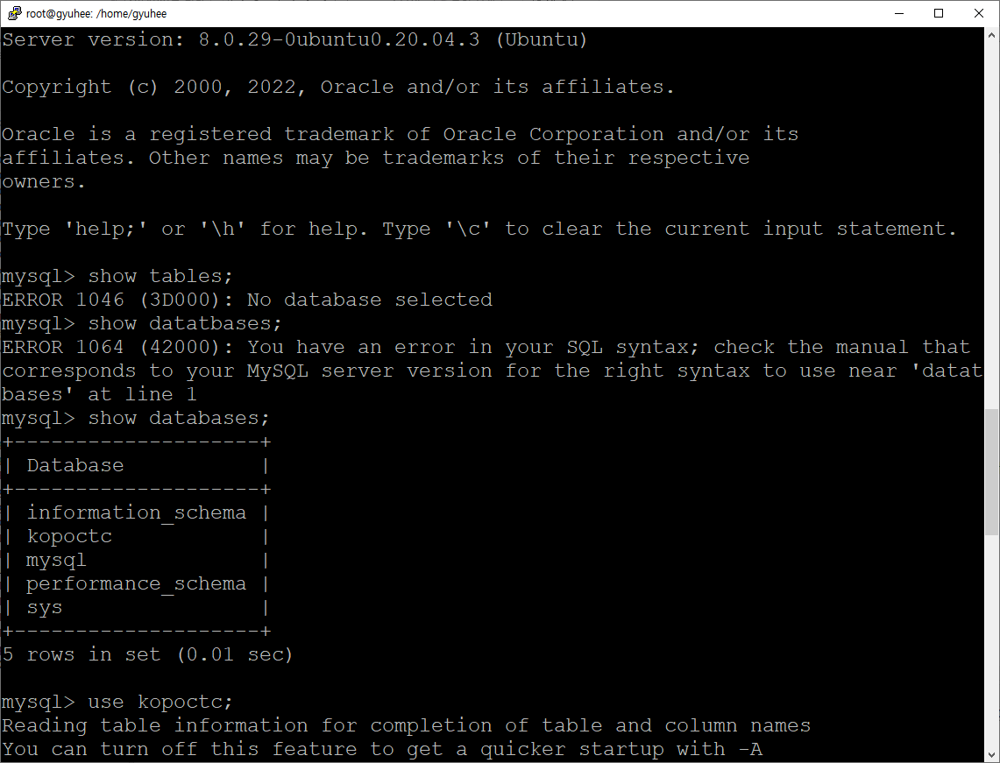 root@gyuhee: /home/gyuhee
Server version: 8.0.29-0ubuntu0.20.04.3 (Ubuntu)
Copyright (c) 2000, 2022, Oracle and/or its affiliates.
Oracle is a registered trademark of Oracle Corporation and/or its
affiliates. Other names may be trademarks of their respective
owners.
Type 'help;' or '\h' for help. Type '\c' to clear the current input statement.
mysql> show tables;
ERROR 1046 (3D000): No database selected
mysql> show datatbases;
ERROR 1064 (42000): You have an error in your SQL syntax; check the manual that
corresponds to your MySQL server version for the right syntax to use near 'datat
bases' at line 1
mysql> show databases;
+--------------------+
| Database           |
+--------------------+
| information_schema |
| kopoctc            |
| mysql              |
| performance_schema |
| sys                |
+--------------------+
5 rows in set (0.01 sec)
mysql> use kopoctc;
Reading table information for completion of table and column names
You can turn off this feature to get a quicker startup with -A